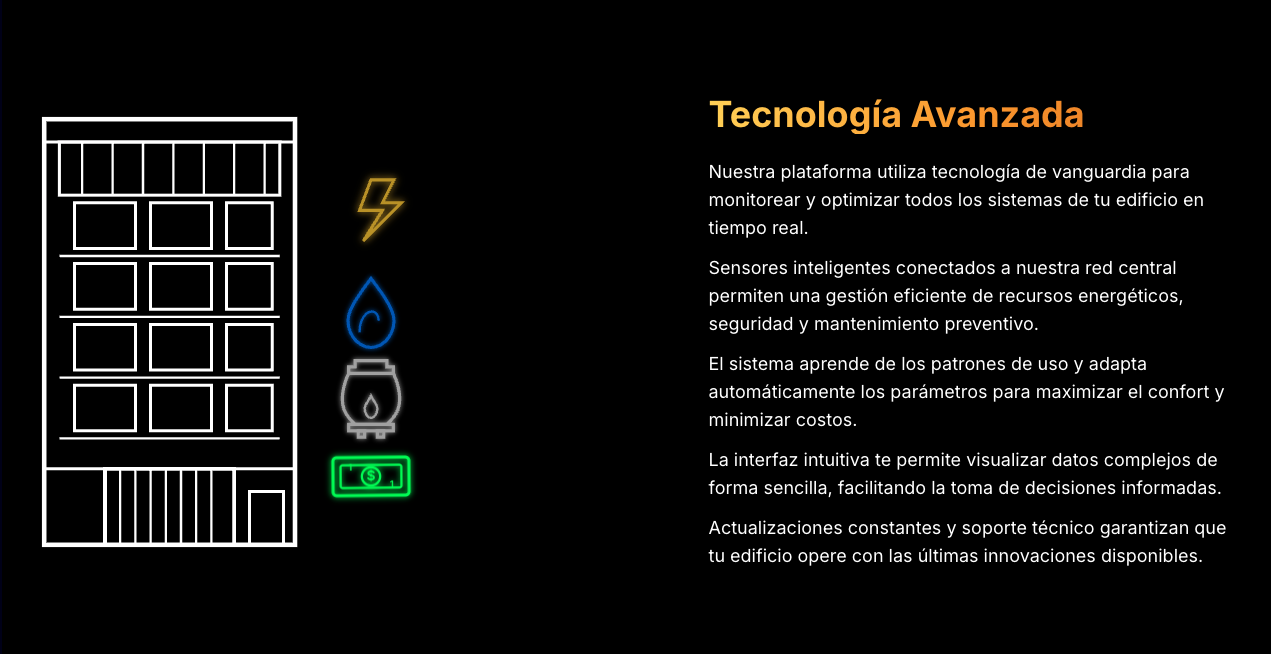 Tecnología Avanzada
Nuestra plataforma utiliza tecnología de vanguardia para
monitorear y optimizar todos los sistemas de tu edificio en
tiempo real.
Sensores inteligentes conectados a nuestra red central
permiten una gestión eficiente de recursos energéticos,
seguridad y mantenimiento preventivo.
El sistema aprende de los patrones de uso y adapta
automáticamente los parámetros para maximizar el confort y
minimizar costos.
La interfaz intuitiva te permite visualizar datos complejos de
forma sencilla, facilitando la toma de decisiones informadas.
Actualizaciones constantes y soporte técnico garantizan que
tu edificio opere con las últimas innovaciones disponibles.
1 $ 1